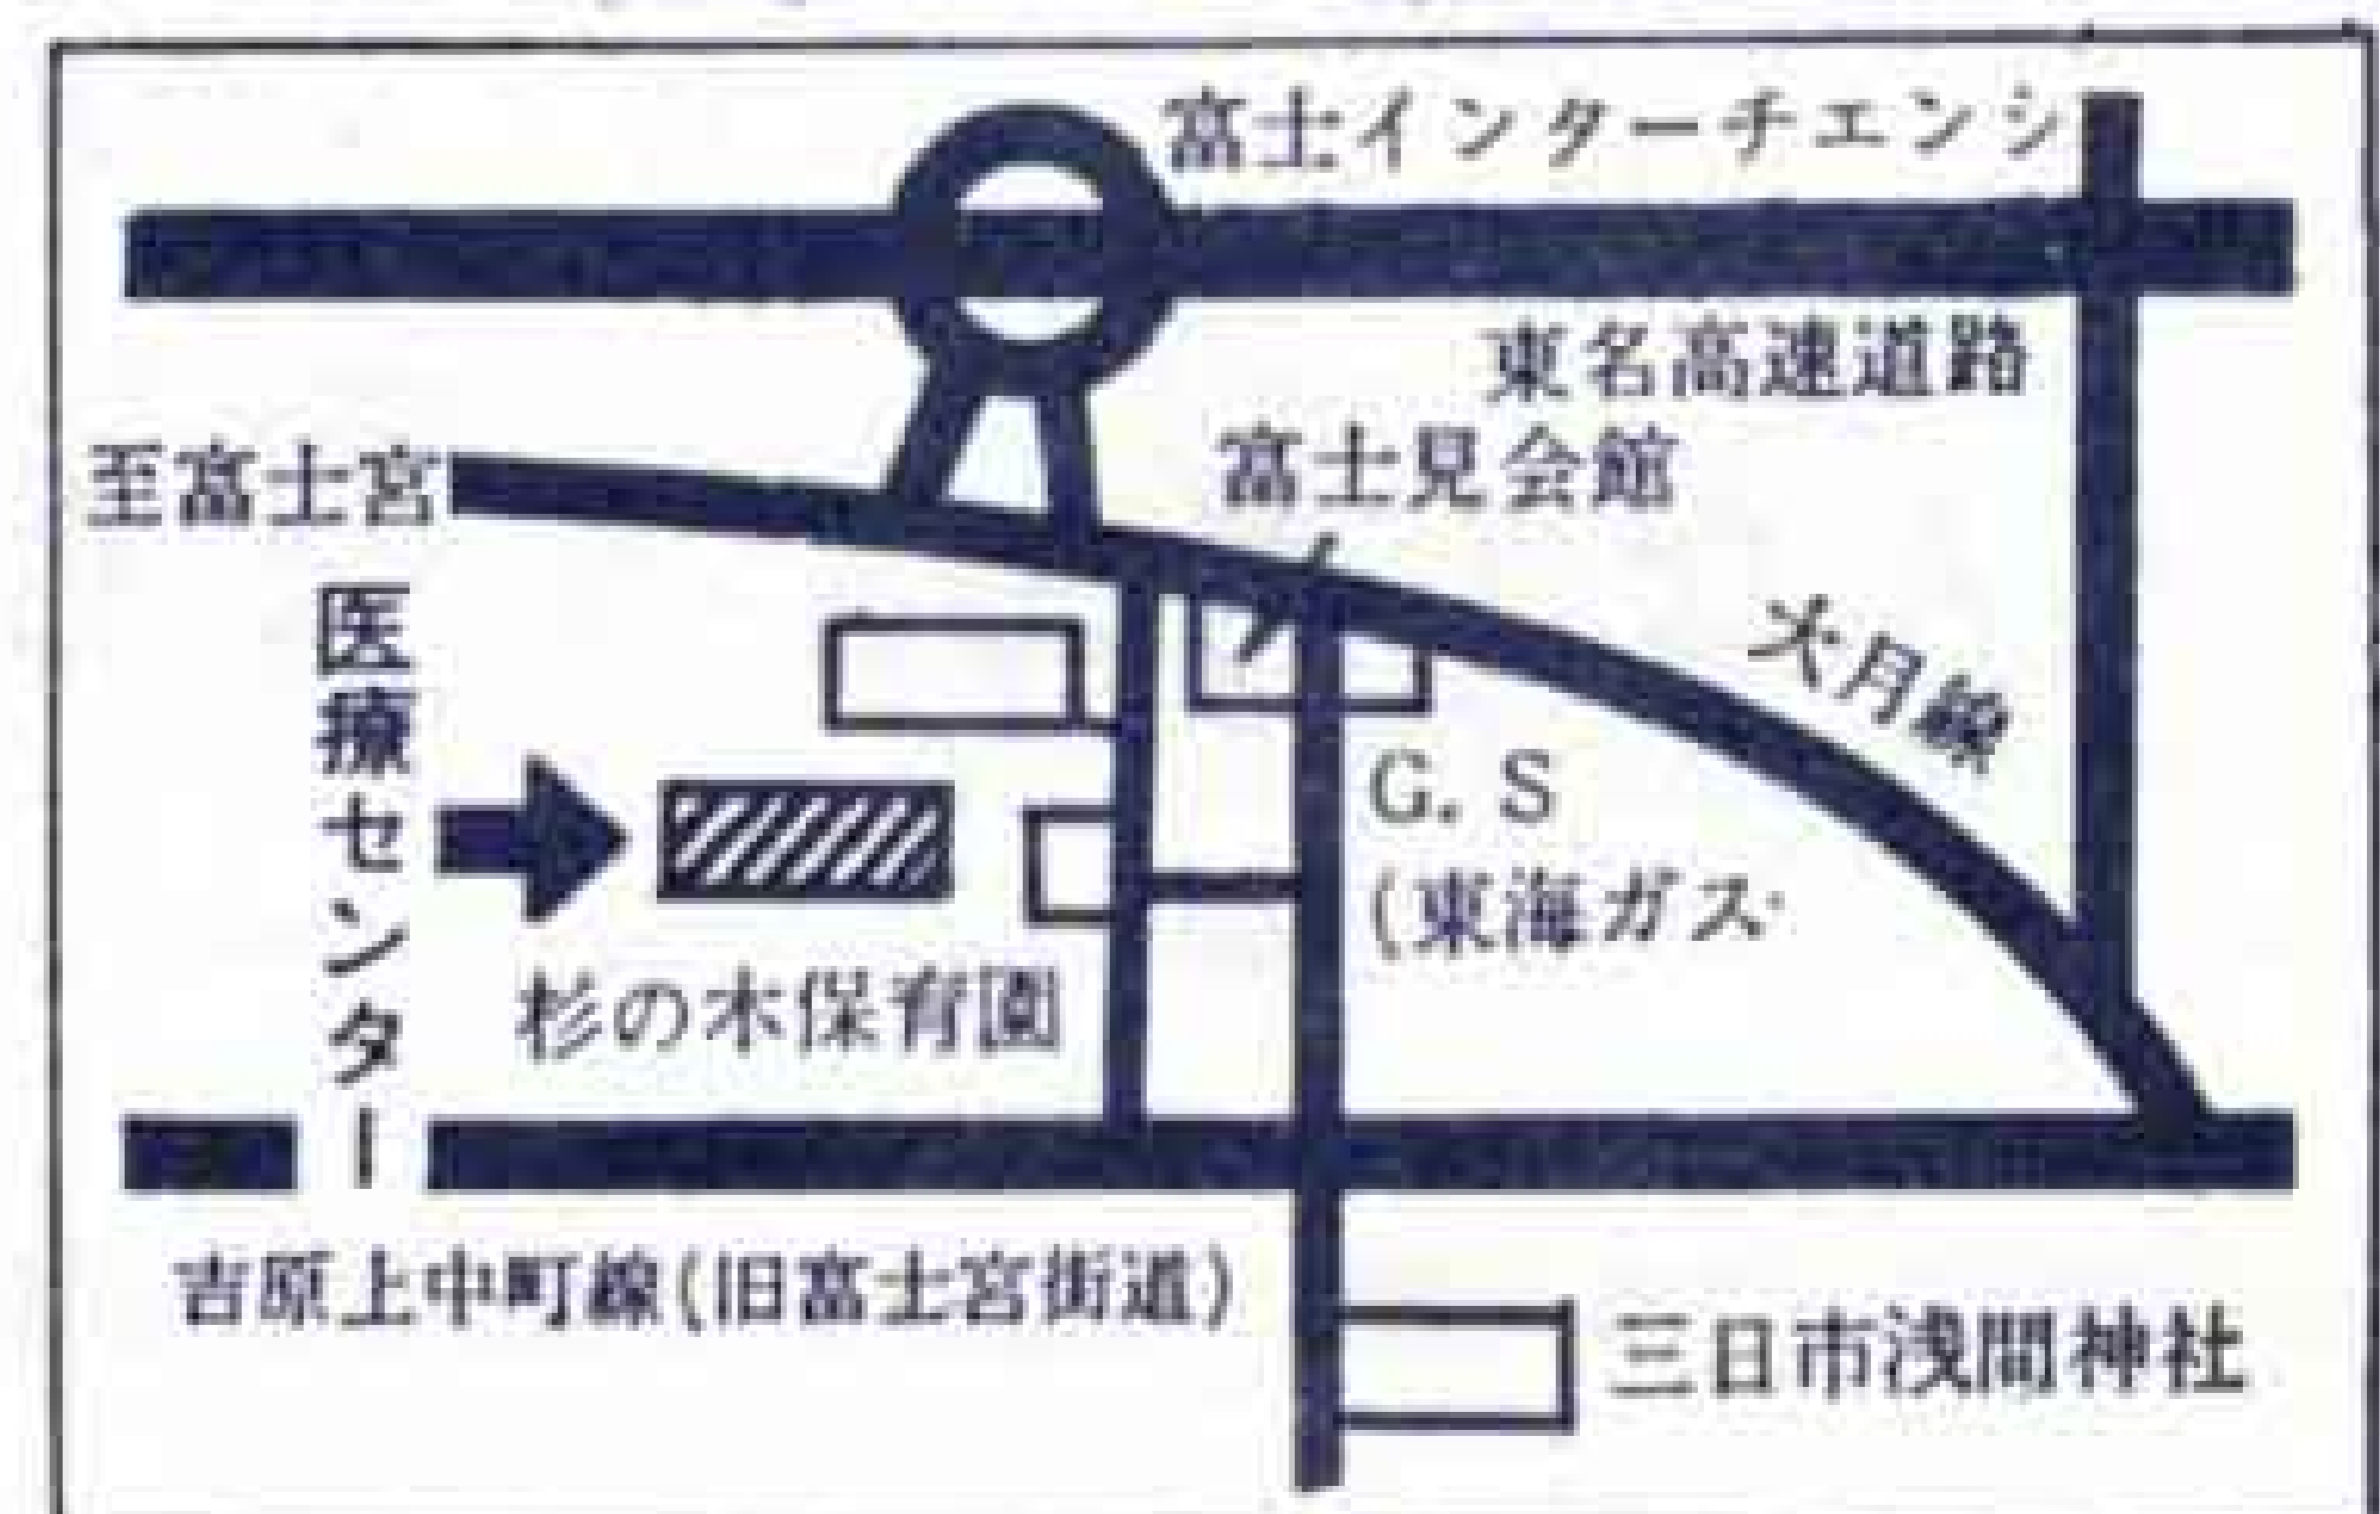 富士インターチエンジ
東名高速道路
至富士宮
富士見会館
大月線
医療センター
G.S
(東海ガス
杉の木保育園
吉原上中町線(旧富士宮街道)
三日市浅間神社